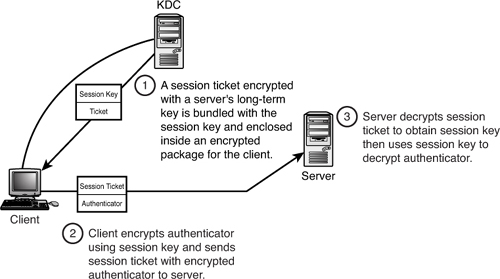 KDC
1
A session ticket encrypted
with a server's long-term
key is bundled with the
session key and enclosed
inside an encrypted
package for the client.
Session Key
Ticket
3
Server decrypts session
ticket to obtain session key
then uses session key to
decrypt authenticator.
Server
Session Ticket
Authenticator
Client
2
Client encrypts authenticator
using session key and sends
session ticket with encrypted
authenticator to server.